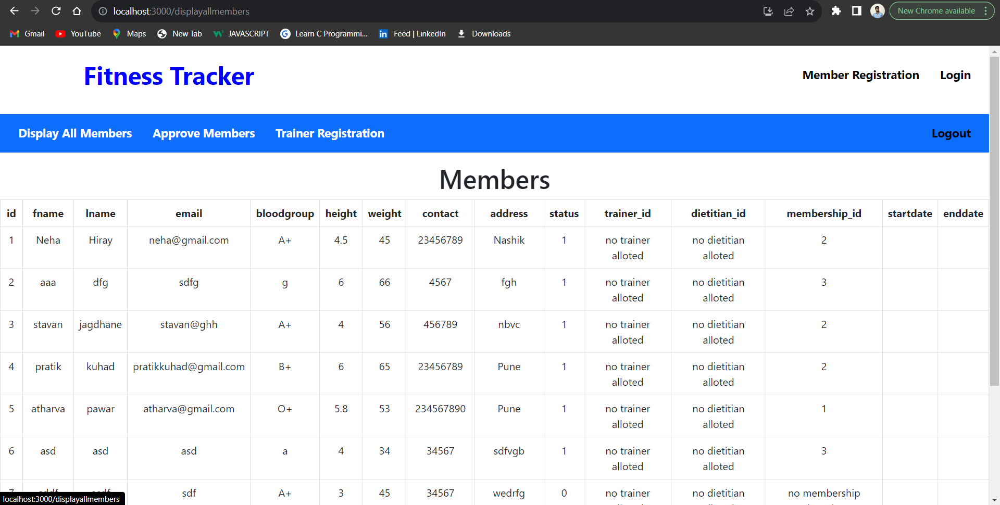 localhost:3000/displayallmembers
New Chrome available
Gmail YouTube Maps New Tab JAVASCRIPT Learn C Programmi... Feed | LinkedIn Downloads
Fitness Tracker
Member Registration Login
Display All Members Approve Members Trainer Registration Logout
Members
id fname lname email bloodgroup height weight contact address status trainer_id dietitian_id membership_id startdate enddate
1 Neha Hiray neha@gmail.com A+ 4.5 45 23456789 Nashik 1 no trainer no dietitian 2
alloted alloted
2 aaa dfg sdfg g 6 66 4567 fgh 1 no trainer no dietitian 3
alloted alloted
3 stavan jagdhane stavan@ghh A+ 4 56 456789 nbvc 1 no trainer no dietitian 2
alloted alloted
4 pratik kuhad pratikkuhad@gmail.com B+ 6 65 23456789 Pune 1 no trainer no dietitian 2
alloted alloted
5 atharva pawar atharva@gmail.com O+ 5.8 53 234567890 Pune 1 no trainer no dietitian 1
alloted alloted
6 asd asd asd a 4 34 34567 sdfvgb 1 no trainer no dietitian 3
alloted alloted
sdf A+ 3 45 34567 wedrfg 0 no trainer no dietitian no membership
localhost:3000/displayallmembers